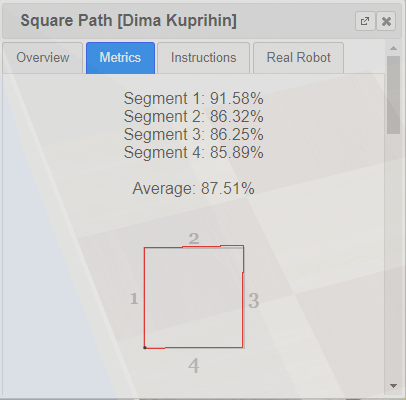 Square Path [Dima Kuprihin]
Overview Metrics Instructions Real Robot
Segment 1: 91.58%
Segment 2: 86.32%
Segment 3: 86.25%
Segment 4: 85.89%
Average: 87.51%
2
1 3
4